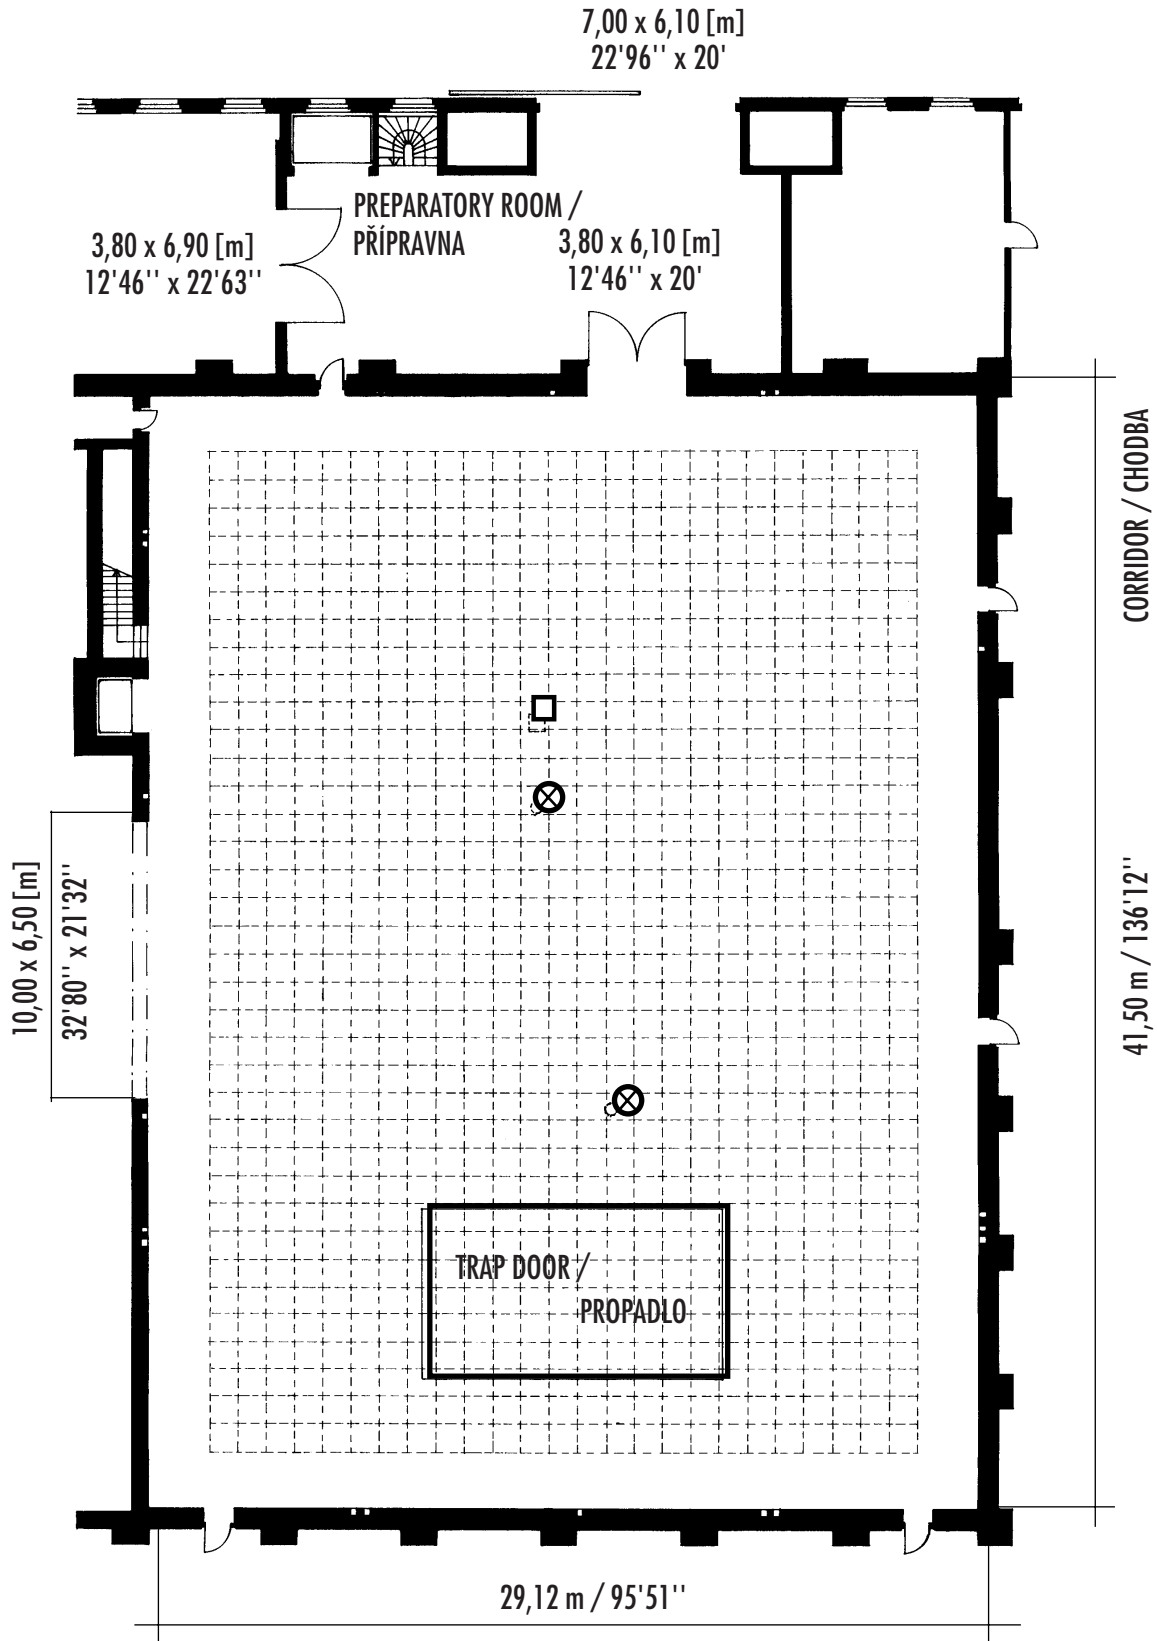 7,00 x 6,10 [m]
22'96'' x 20'
PREPARATORY ROOM /
PŘÍPRAVNA
3,80 x 6,90 [m]
12'46'' x 22'63''
3,80 x 6,10 [m]
12'46'' x 20'
CORRIDOR / CHODBA
10,00 x 6,50 [m]
32'80'' x 21'32''
41,50 m / 136'12''
TRAP DOOR /
PROPADLO
29,12 m / 95'51''